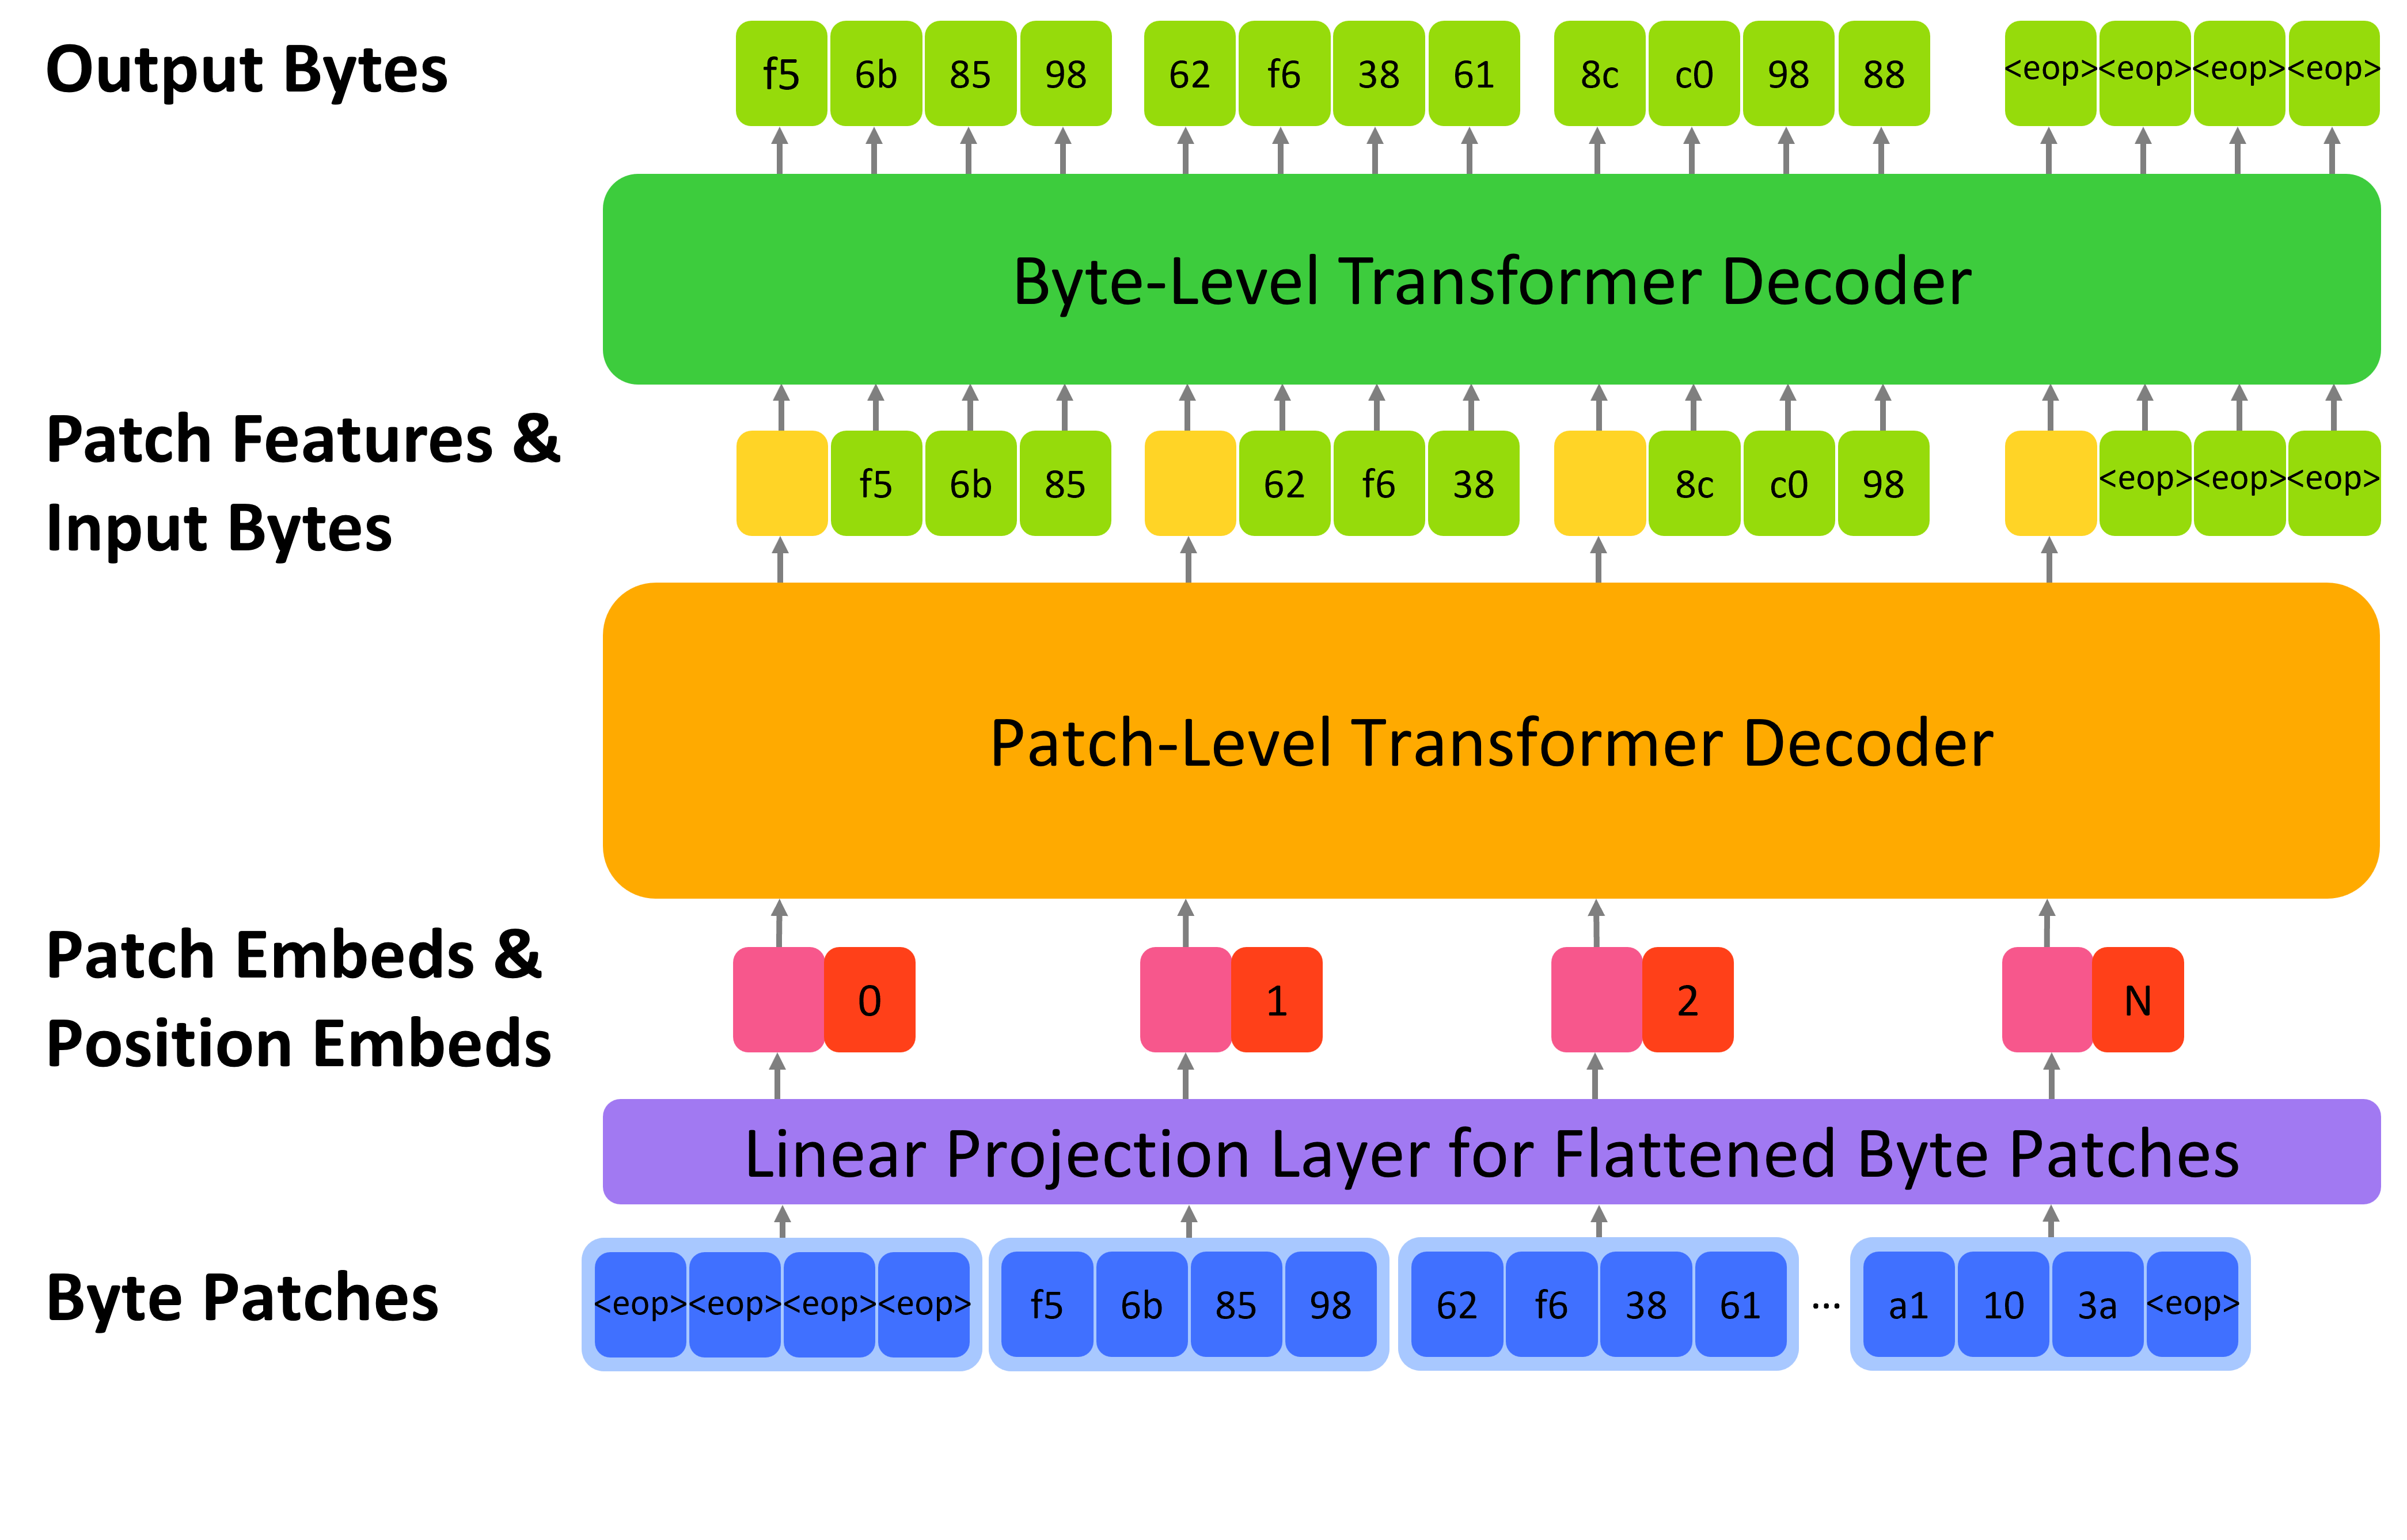 Output Bytes
f5 6b 85 98 62 f6 38 61 8c c0 98 88 <eop> <eop> <eop> <eop>
Byte-Level Transformer Decoder
Patch Features &
Input Bytes
f5 6b 85 62 f6 38 8c c0 98 <eop> <eop> <eop>
Patch-Level Transformer Decoder
Patch Embeds &
Position Embeds
0 1 2 N
Linear Projection Layer for Flattened Byte Patches
Byte Patches
<eop> <eop> <eop> <eop> f5 6b 85 98 62 f6 38 61 ... a1 10 3a <eop>